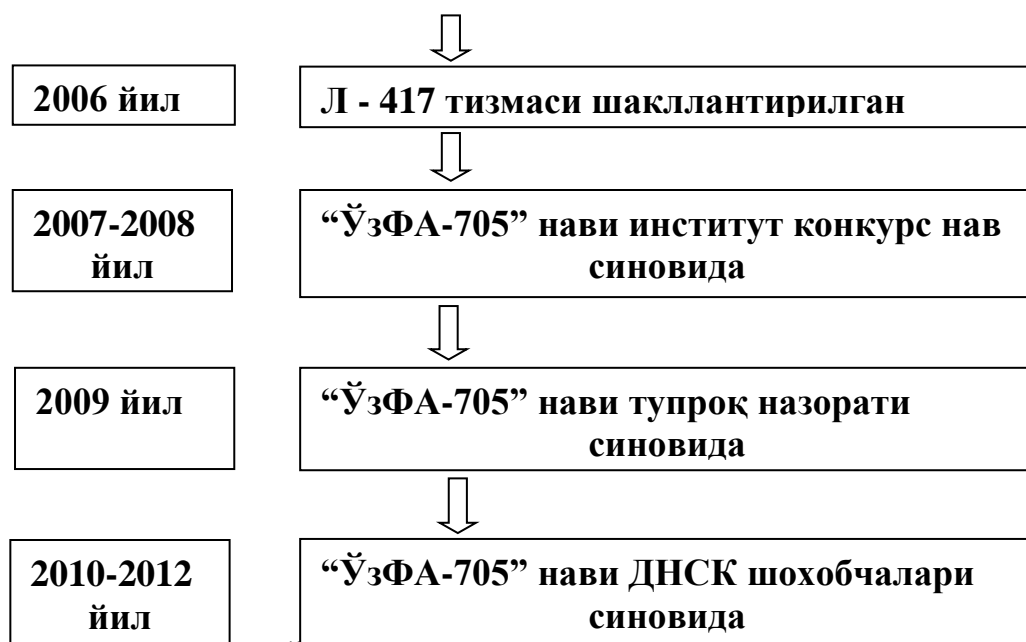 2006 йил
Л - 417 тизмаси шакллантирилган
2007-2008
йил
“ЎзФА-705” нави институт конкурс нав
синовида
2009 йил
“ЎзФА-705” нави тупроқ назорати
синовида
2010-2012
йил
“ЎзФА-705” нави ДНСК шохобчалари
синовида